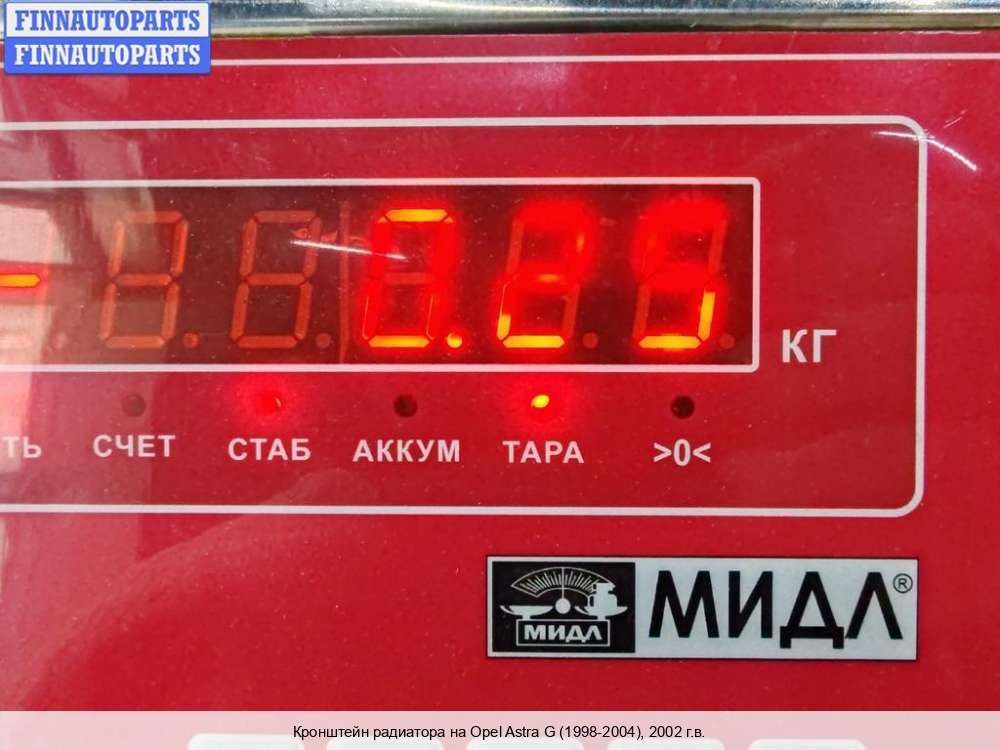 FINNAUTOPARTS
FINNAUTOPARTS
- 0.25
КГ
ТЬ СЧЕТ СТАБ АККУМ ТАРА >0<
МИДЛ МИДЛ®
Кронштейн радиатора на Opel Astra G (1998-2004), 2002 г.в.